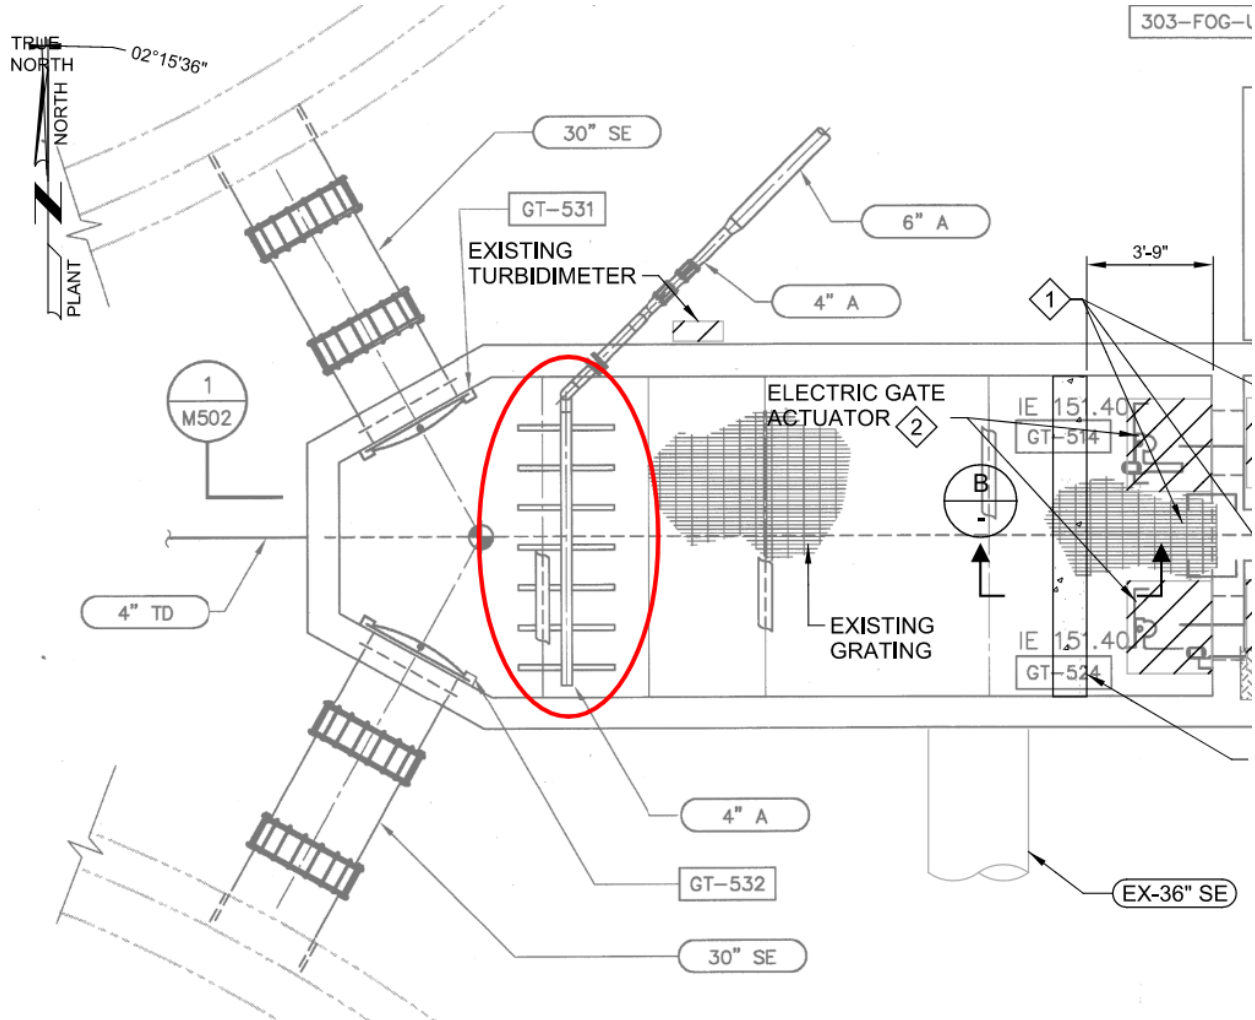 303-FOG-U
TRUE
NORTH
02°15'36"
NORTH
PLANT
30" SE
GT-531
6" A
EXISTING
TURBIDIMETER
3'-9"
4" A
1
1
M502
ELECTRIC GATE
ACTUATOR
2
IE 151.40
GT-514
B
-
4" TD
EXISTING
GRATING
IE 151.40
GT-524
4" A
GT-532
EX-36" SE
30" SE